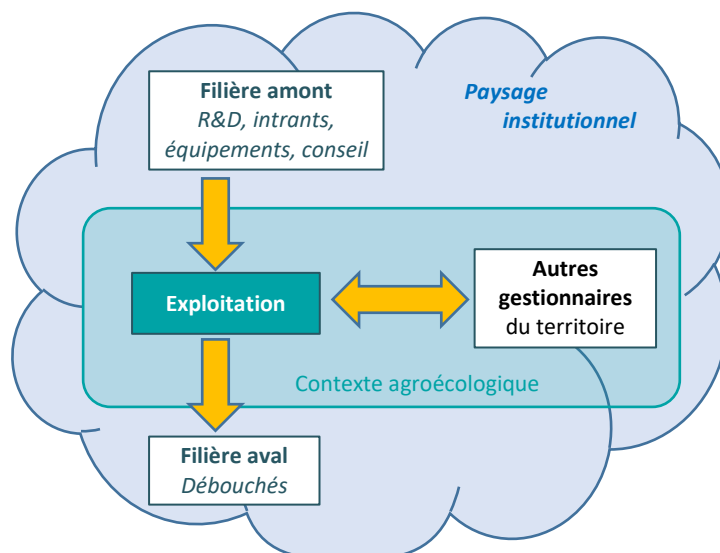 Filière amont
R&D, intrants,
équipements, conseil
Paysage
institutionnel
Exploitation
Autres
gestionnaires
du territoire
Contexte agroécologique
Filière aval
Débouchés